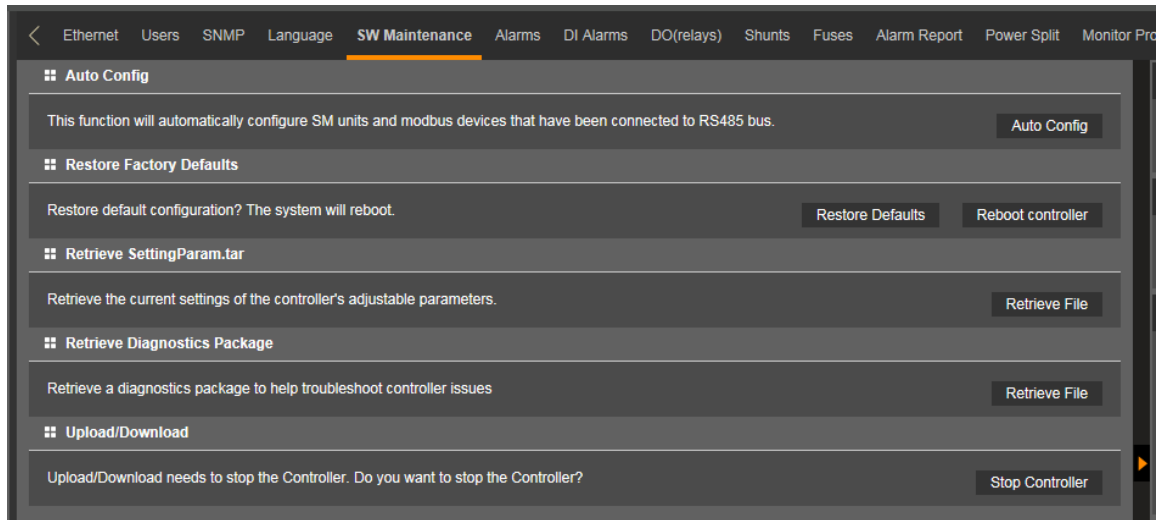 Ethernet Users SNMP Language SW Maintenance Alarms DI Alarms DO(relays) Shunts Fuses Alarm Report Power Split Monitor Pro
Auto Config
This function will automatically configure SM units and modbus devices that have been connected to RS485 bus. Auto Config
Restore Factory Defaults
Restore default configuration? The system will reboot. Restore Defaults Reboot controller
Retrieve SettingParam.tar
Retrieve the current settings of the controller's adjustable parameters. Retrieve File
Retrieve Diagnostics Package
Retrieve a diagnostics package to help troubleshoot controller issues Retrieve File
Upload/Download
Upload/Download needs to stop the Controller. Do you want to stop the Controller? Stop Controller